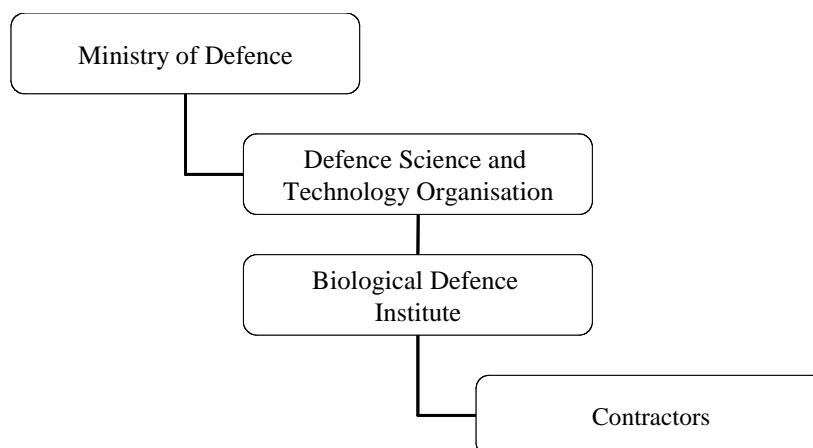 Ministry of Defence
Defence Science and
Technology Organisation
Biological Defence
Institute
Contractors